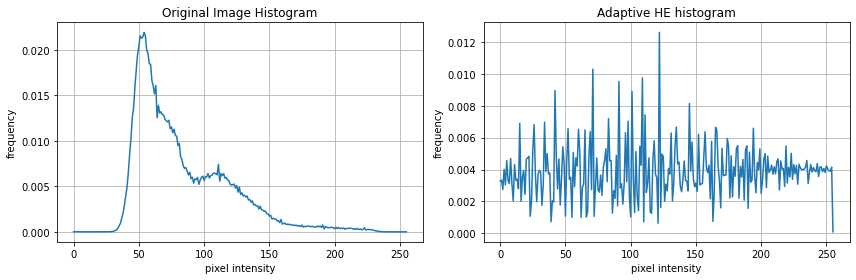 Original Image Histogram
frequency
0.020
0.015
0.010
0.005
0.000
0 50 100 150 200 250
pixel intensity
Adaptive HE histogram
frequency
0.012
0.010
0.008
0.006
0.004
0.002
0.000
0 50 100 150 200 250
pixel intensity